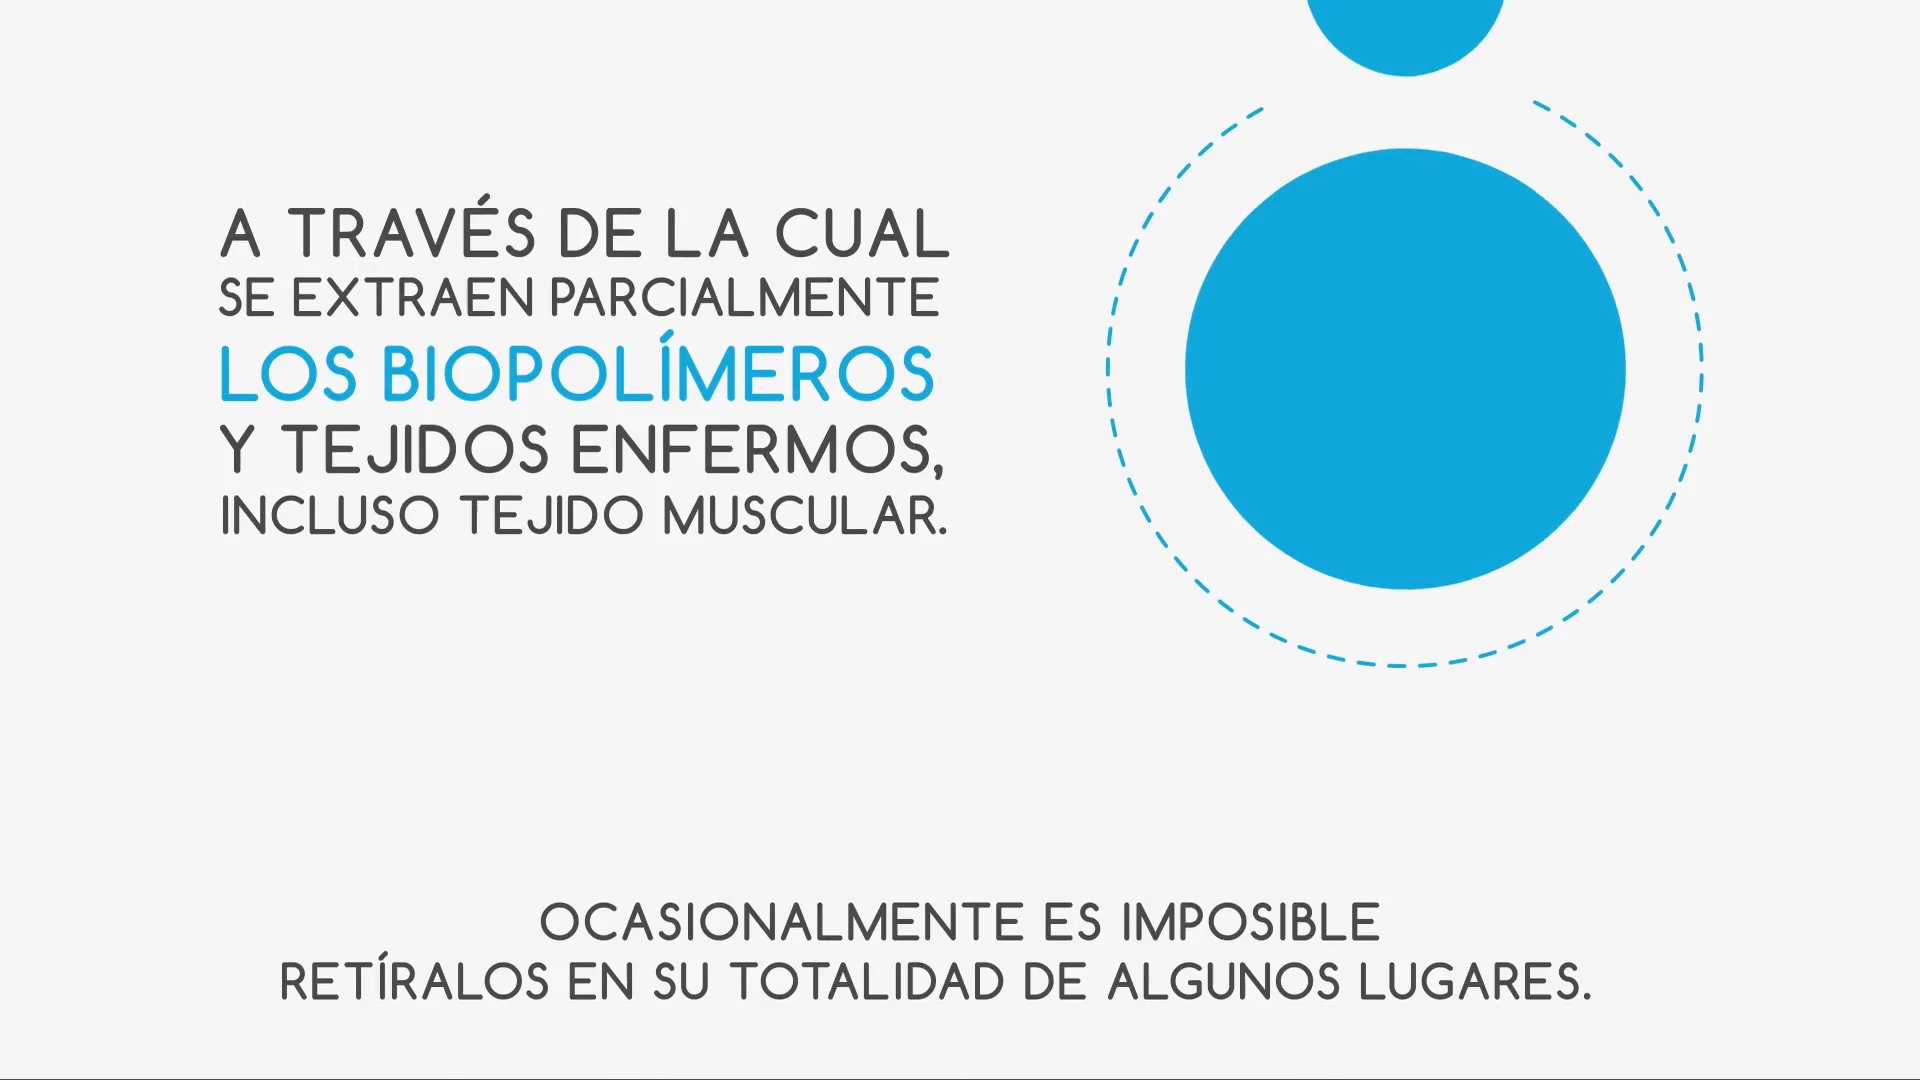 A TRAVÉS DE LA CUAL
SE EXTRAEN PARCIALMENTE
LOS BIOPOLÍMEROS
Y TEJIDOS ENFERMOS,
INCLUSO TEJIDO MUSCULAR.
OCASIONALMENTE ES IMPOSIBLE
RETÍRALOS EN SU TOTALIDAD DE ALGUNOS LUGARES.